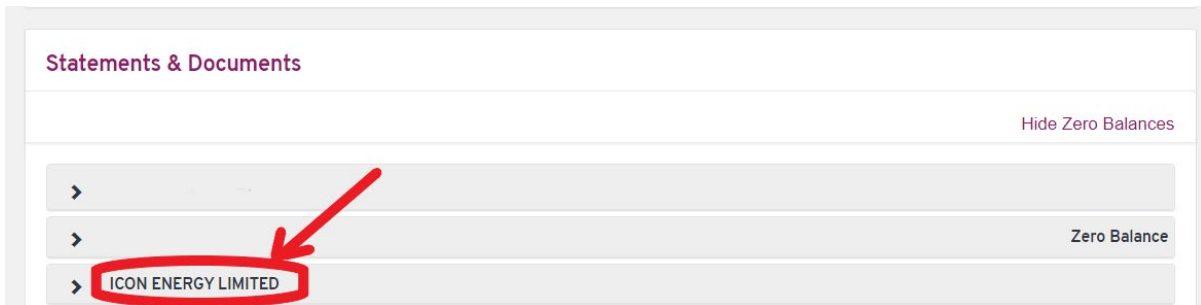 Statements & Documents
Hide Zero Balances
Zero Balance
ICON ENERGY LIMITED